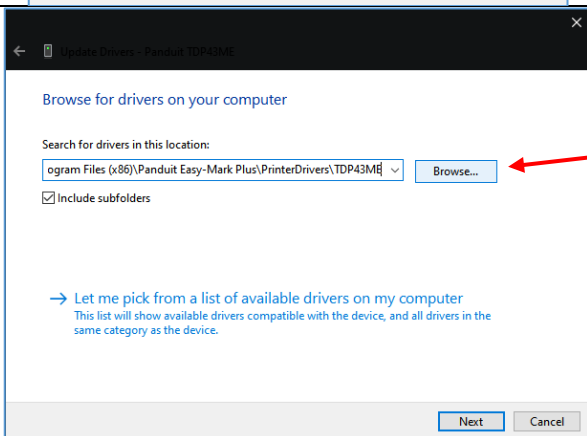 Update Drivers - Panduit TDP43ME
Browse for drivers on your computer
Search for drivers in this location:
ogram Files (x86)\Panduit Easy-Mark Plus\PrinterDrivers\TDP43ME
Browse...
Include subfolders
Let me pick from a list of available drivers on my computer
This list will show available drivers compatible with the device, and all drivers in the
same category as the device.
Next
Cancel